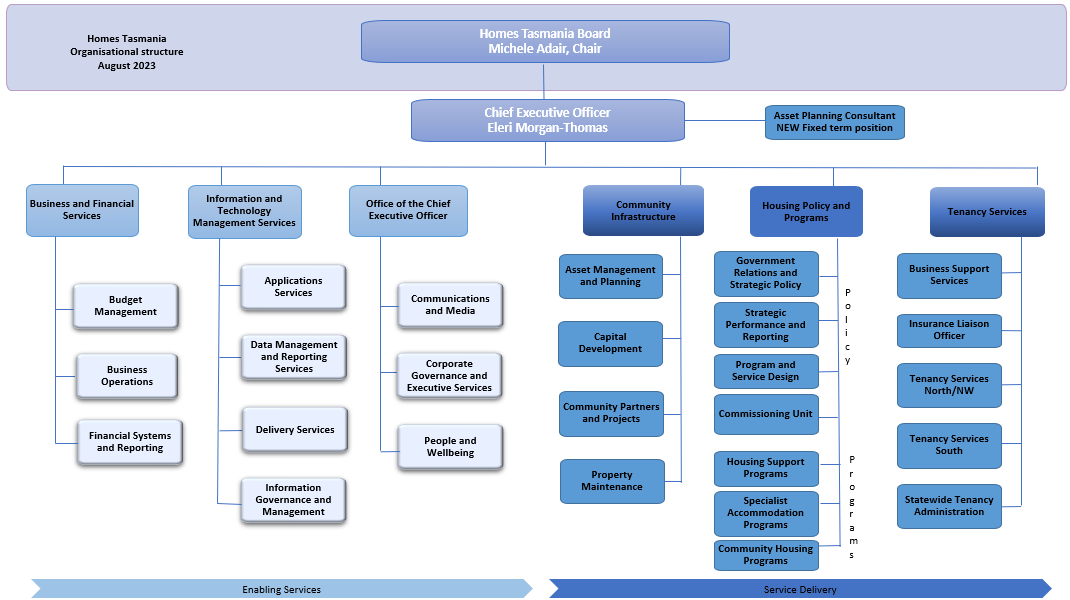 Homes Tasmania
Organisational structure
August 2023
Homes Tasmania Board
Michele Adair, Chair
Chief Executive Officer
Eleri Morgan-Thomas
Asset Planning Consultant
NEW Fixed term position
Business and Financial
Services
Budget
Management
Business
Operations
Financial Systems
and Reporting
Information and
Technology
Management Services
Applications
Services
Data Management
and Reporting
Services
Delivery Services
Information
Governance and
Management
Office of the Chief
Executive Officer
Communications
and Media
Corporate
Governance and
Executive Services
People and
Wellbeing
Community
Infrastructure
Asset Management
and Planning
Capital
Development
Community Partners
and Projects
Property
Maintenance
Housing Policy and
Programs
Government
Relations and
Strategic Policy
Strategic
Performance and
Reporting
Program and
Service Design
Commissioning Unit
Policy
Housing Support
Programs
Specialist
Accommodation
Programs
Community Housing
Programs
Programs
Tenancy Services
Business Support
Services
Insurance Liaison
Officer
Tenancy Services
North/NW
Tenancy Services
South
Statewide Tenancy
Administration
Enabling Services
Service Delivery